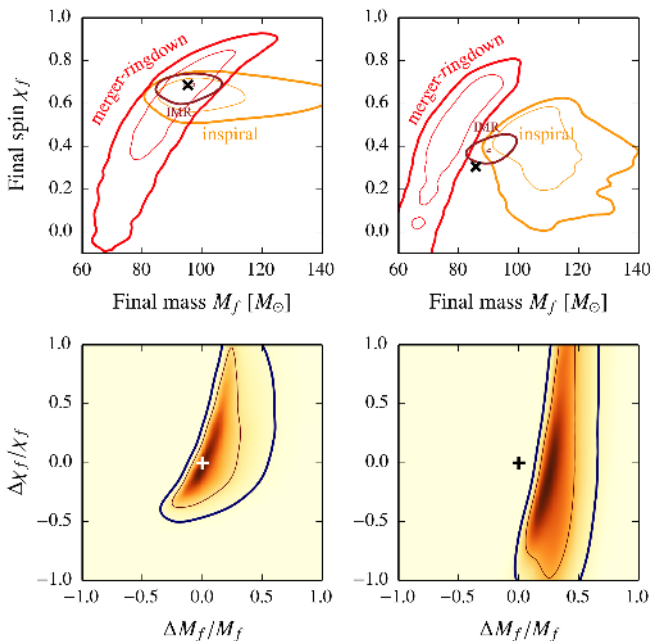 1.0
0.8
0.6
0.4
0.2
0.0
Final spin χ_f
merger-ringdown
IMR
inspiral
60 80 100 120 140
Final mass M_f [M_⊙]
1.0
0.8
0.6
0.4
0.2
0.0
merger-ringdown
IMR
inspiral
60 80 100 120 140
Final mass M_f [M_⊙]
1.0
0.5
0.0
−0.5
−1.0
Δχ_f/χ_f
−1.0 −0.5 0.0 0.5 1.0
ΔM_f/M_f
1.0
0.5
0.0
−0.5
−1.0
−1.0 −0.5 0.0 0.5 1.0
ΔM_f/M_f